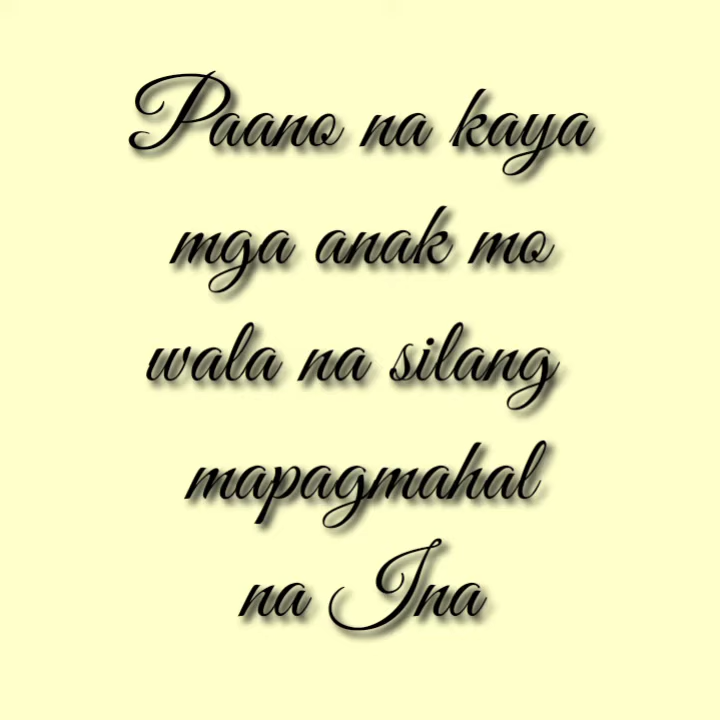 Paano na kaya
mga anak mo
wala na silang
mapagmahal
na Ina